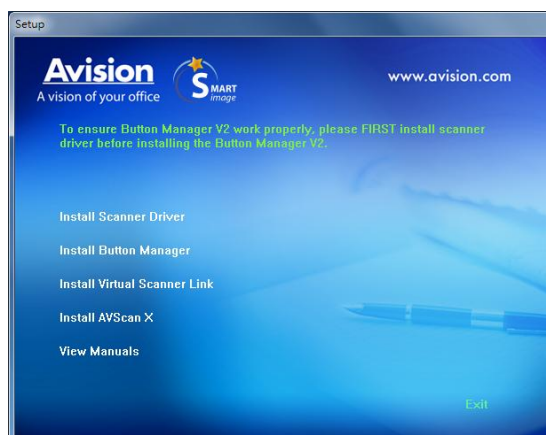 Setup
Avision
A vision of your office
SMART
image
www.avision.com
To ensure Button Manager V2 work properly, please FIRST install scanner
driver before installing the Button Manager V2.
Install Scanner Driver
Install Button Manager
Install Virtual Scanner Link
Install AVScan X
View Manuals
Exit